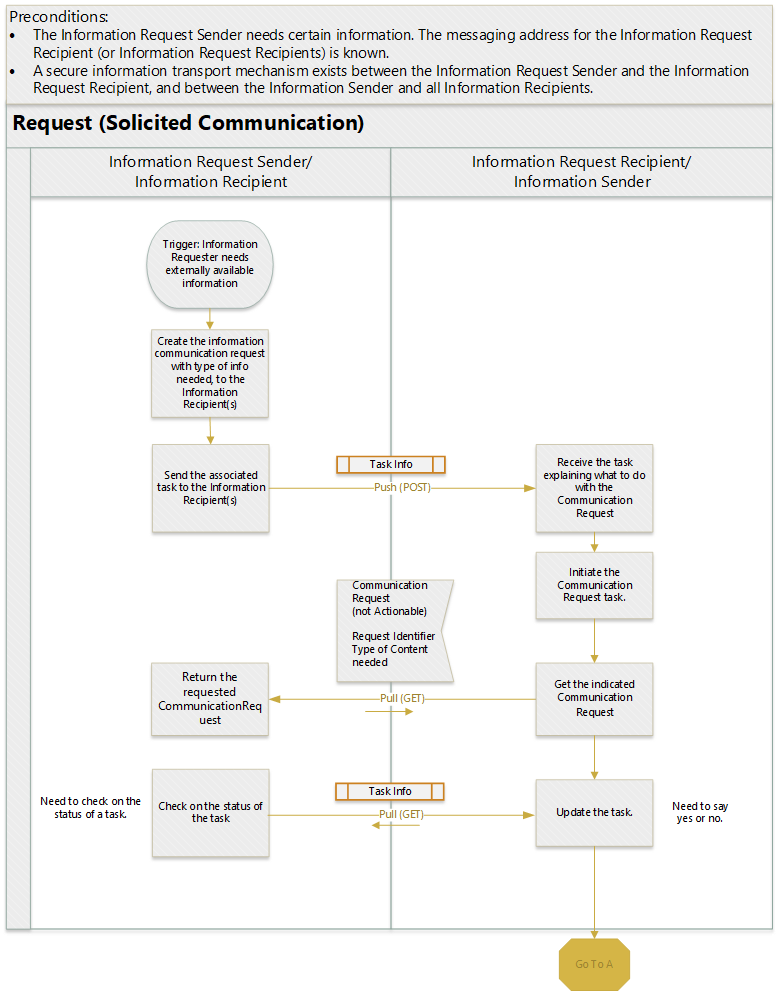 Preconditions:
• The Information Request Sender needs certain information. The messaging address for the Information Request
Recipient (or Information Request Recipients) is known.
• A secure information transport mechanism exists between the Information Request Sender and the Information
Request Recipient, and between the Information Sender and all Information Recipients.
Request (Solicited Communication)
Information Request Sender/
Information Recipient
Information Request Recipient/
Information Sender
Trigger: Information
Requester needs
externally available
information
Create the information
communication request
with type of info
needed, to the
Information
Recipient(s)
Send the associated
task to the Information
Recipient(s)
Task Info
Push (POST)
Receive the task
explaining what to do
with the
Communication
Request
Initiate the
Communication
Request task.
Communication
Request
(not Actionable)
Request Identifier
Type of Content
needed
Return the
requested
CommunicationReq
uest
Pull (GET)
Get the indicated
Communication
Request
Need to check on the
status of a task.
Check on the status of
the task
Task Info
Pull (GET)
Update the task.
Need to say
yes or no.
Go To A